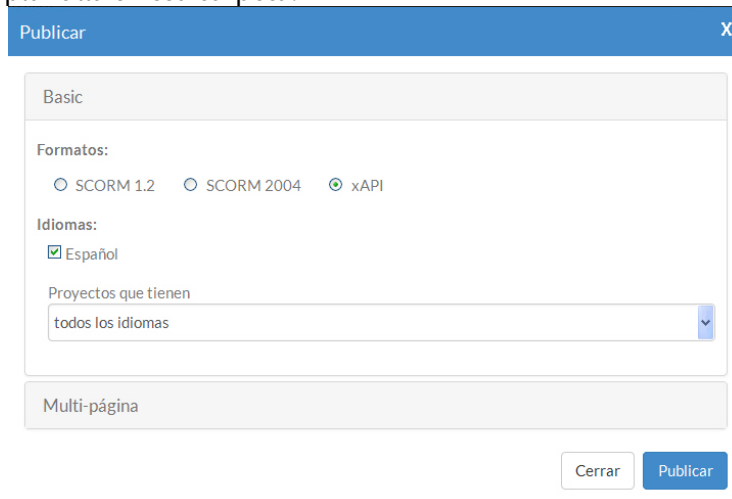 Publicar X
Basic
Formatos:
SCORM 1.2 SCORM 2004 xAPI
Idiomas:
Español
Proyectos que tienen
todos los idiomas
Multi-página
Cerrar Publicar